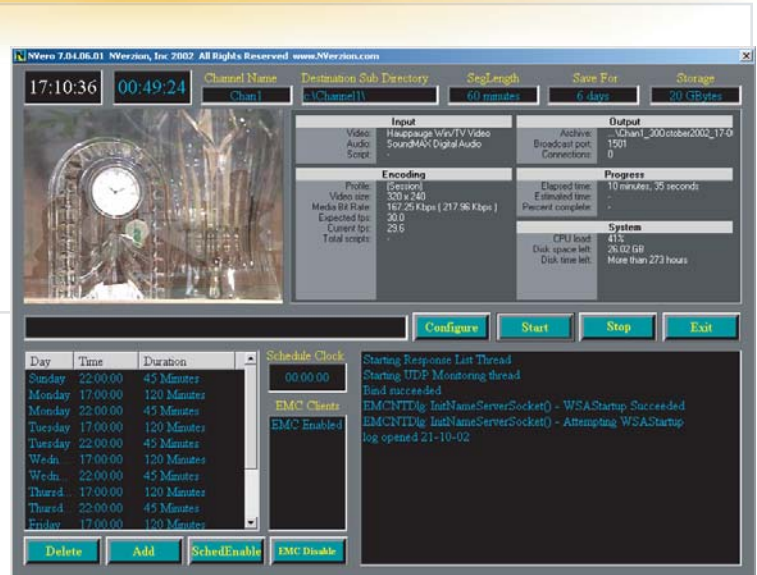 NVero 7.04.06.01 NVerzion, Inc 2002 All Rights Reserved www.NVerzion.com
17:10:36
00:49:24
Channel Name
Chan1
Destination Sub Directory
c:\Channel1\
SegLength
60 minutes
Save For
6 days
Storage
20 GBytes
Input
Video: Hauppauge WinTV Video
Audio: SoundMAX Digital Audio
Script: -
Encoding
Profile: (Session)
Video size: 320 x 240
Media Bit Rate: 167.25 Kbps ( 217.96 Kbps )
Expected fps: 30.0
Current fps: 29.6
Total scripts: -
Output
Archive: ...\Chan1_30October2002_17-0
Broadcast port: 1501
Connections: 0
Progress
Elapsed time: 10 minutes, 35 seconds
Estimated time: -
Percent complete: -
System
CPU load: 41%
Disk space left: 26.02 GB
Disk time left: More than 273 hours
Configure
Start
Stop
Exit
Day Time Duration
Sunday 22:00:00 45 Minutes
Monday 17:00:00 120 Minutes
Monday 22:00:00 45 Minutes
Tuesday 17:00:00 120 Minutes
Tuesday 22:00:00 45 Minutes
Wedn... 17:00:00 120 Minutes
Wedn... 22:00:00 45 Minutes
Thursd... 17:00:00 120 Minutes
Thursd... 22:00:00 45 Minutes
Friday 17:00:00 120 Minutes
Delete
Add
SchedEnable
Schedule Clock
00:00:00
EMC Clients
EMC Enabled
EMC Disable
Starting Response List Thread
Starting UDP Monitoring thread
Bind succeeded
EMCNTDlg InitNameServerSocket() - WSAStartup Succeeded
EMCNTDlg InitNameServerSocket() - Attempting WSAStartup
log opened 21-10-02